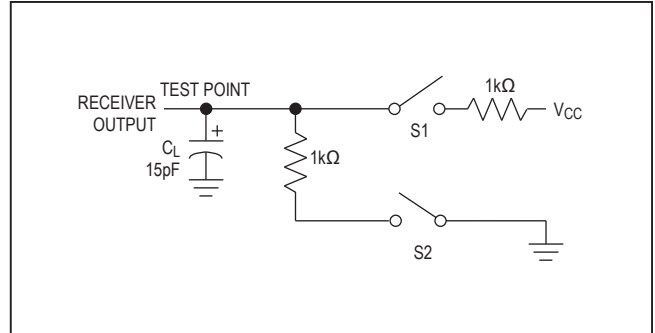 RECEIVER
OUTPUT
TEST POINT
+
CL
15pF
1kΩ
S1
1kΩ
VCC
S2